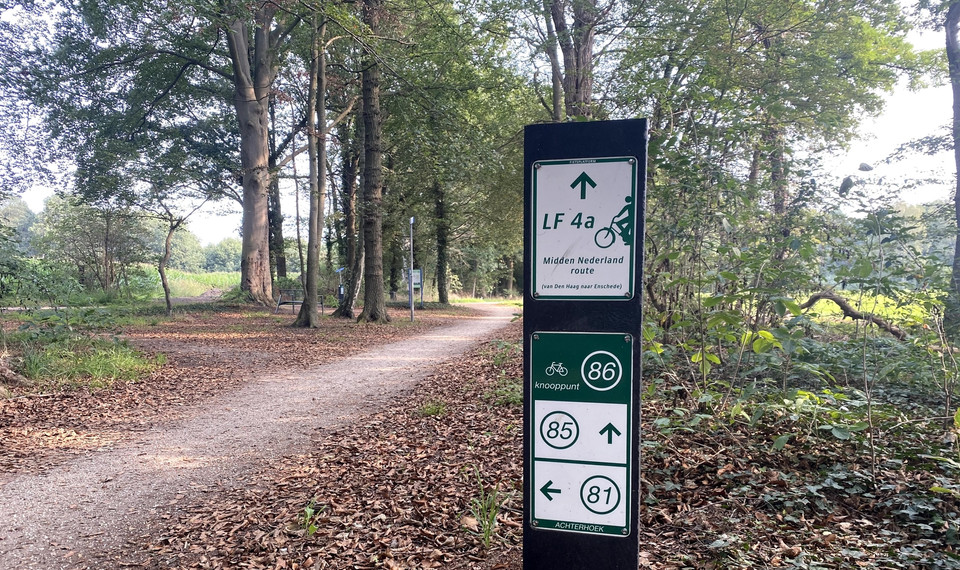 LF 4a
Midden Nederland
route
(van Den Haag naar Enschede)
knooppunt 86
85
81
ACHTERHOEK